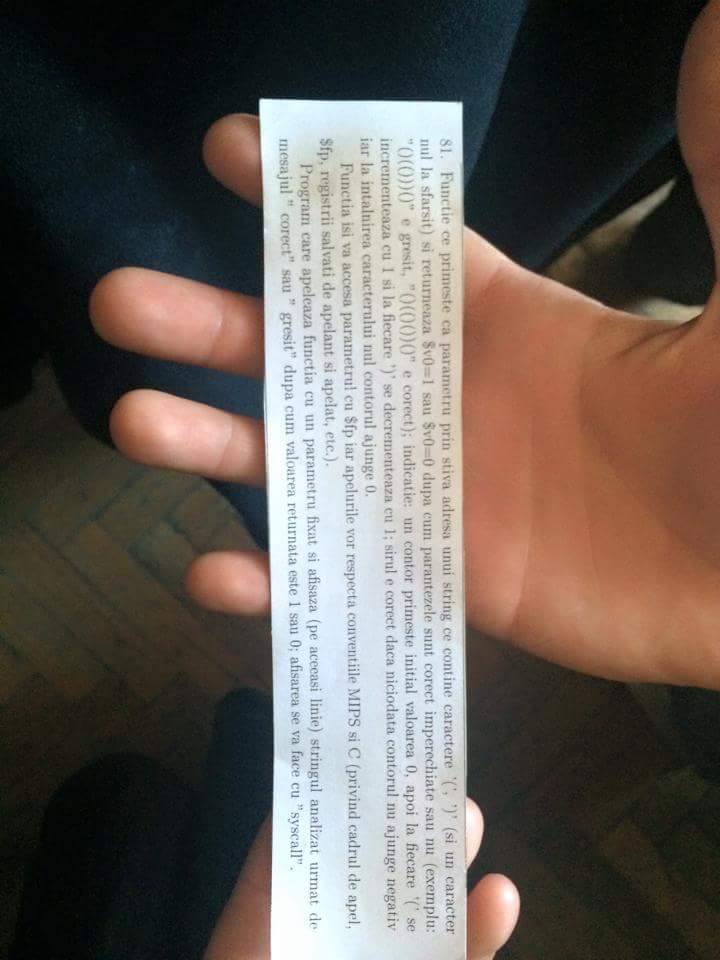 81. Functie ce primeste ca parametru prin stiva adresa unui string ce contine caractere '(', ')' (si un caracter
nul la sfarsit) si returneaza $v0=1 sau $v0=0 dupa cum parantezele sunt corect imperechiate sau nu (exemplu:
"()(()))()" e gresit, "()(()())()" e corect); indicatie: un contor primeste initial valoarea 0, apoi la fiecare '(' se
incrementeaza cu 1 si la fiecare ')' se decrementeaza cu 1; sirul e corect daca niciodata contorul nu ajunge negativ
iar la intalnirea caracterului nul contorul ajunge 0.
Functia isi va accesa parametrul cu $fp iar apelurile vor respecta conventiile MIPS si C (privind cadrul de apel,
$fp, registrii salvati de apelant si apelat, etc.).
Program care apeleaza functia cu un parametru fixat si afisaza (pe aceeasi linie) stringul analizat urmat de
mesajul " corect" sau " gresit" dupa cum valoarea returnata este 1 sau 0; afisarea se va face cu "syscall".